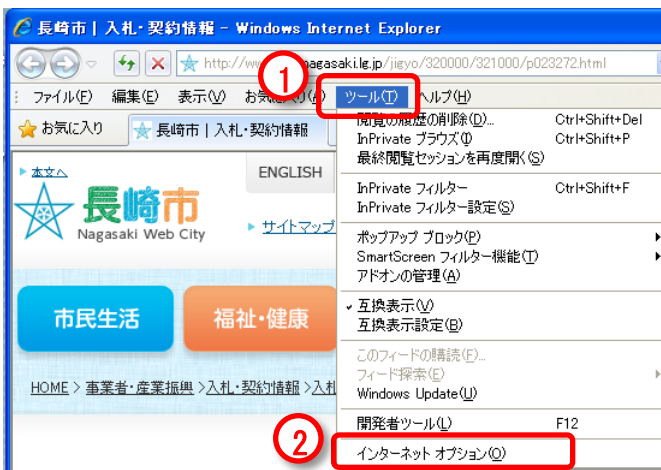 長崎市 | 入札・契約情報 - Windows Internet Explorer
http://www nagasaki.lg.jp/jigyo/320000/321000/p023272.html
1
ファイル(F) 編集(E) 表示(V) お気に入り(A) ツール(T) ヘルプ(H)
お気に入り 長崎市 | 入札・契約情報
閲覧の履歴の削除(D)... Ctrl+Shift+Del
InPrivate ブラウズ(I) Ctrl+Shift+P
最終閲覧セッションを再度開く(S)
InPrivate フィルター Ctrl+Shift+F
InPrivate フィルター設定(S)
ポップアップ ブロック(P)
SmartScreen フィルター機能(T)
アドオンの管理(A)
互換表示(V)
互換表示設定(B)
このフィードの購読(F)...
フィード探索(E)
Windows Update(U)
開発者ツール(L) F12
インターネット オプション(O)
2
本文へ
ENGLISH
長崎市
Nagasaki Web City
サイトマップ
市民生活 福祉・健康
HOME > 事業者・産業振興 > 入札・契約情報 > 入札